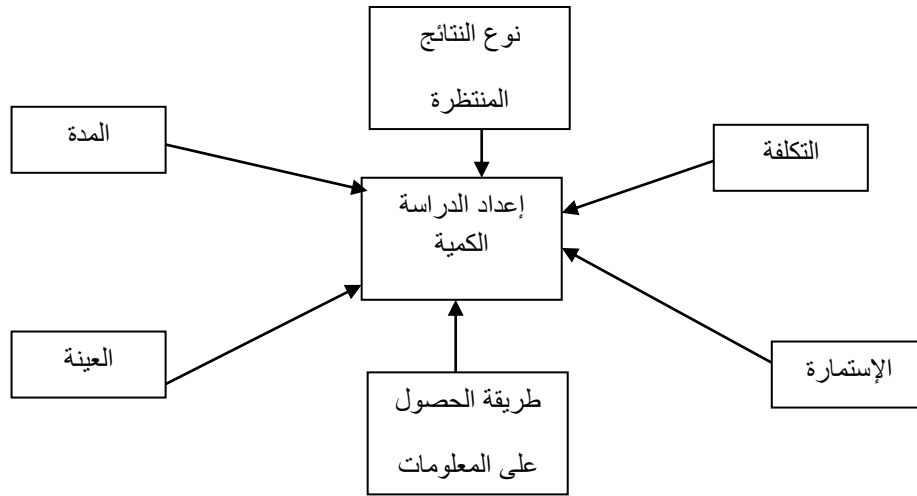 نوع النتائج
المنتظرة
التكلفة
المدة
إعداد الدراسة
الكمية
الإستمارة
العينة
طريقة الحصول
على المعلومات